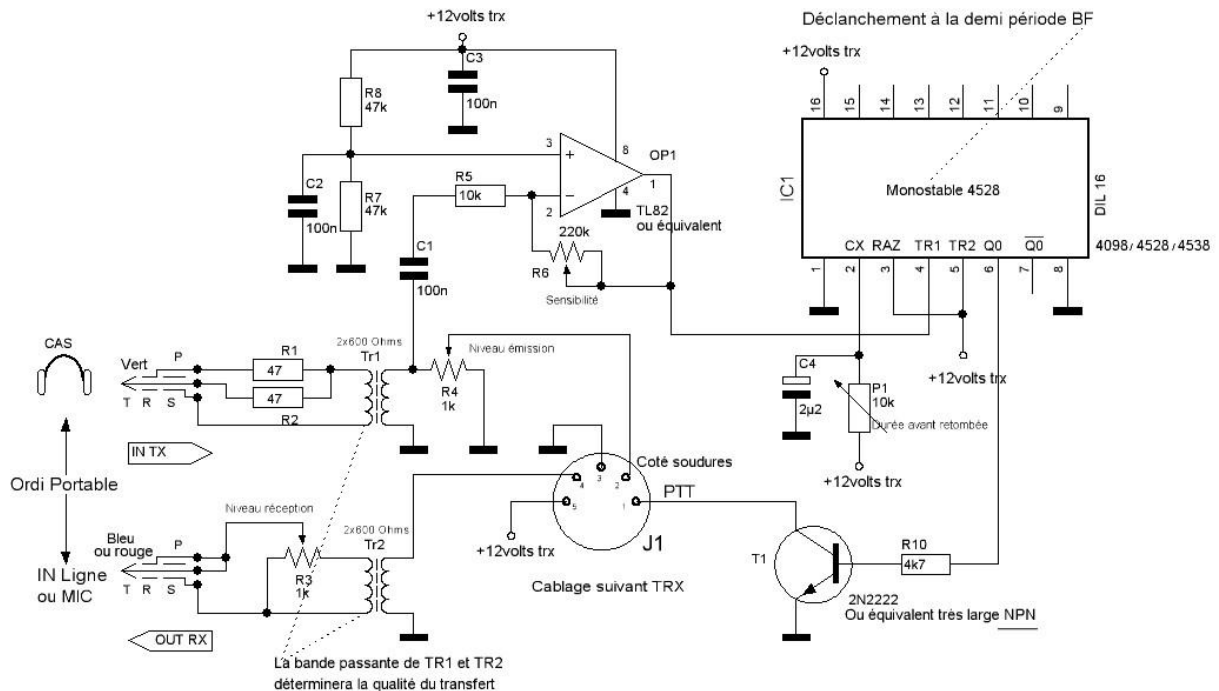 Déclanchement à la demi période BF
+12volts trx
+12volts trx
C3
100n
R8
47k
16
15
14
13
12
11
10
9
3
+
8
OP1
1
R5
10k
C2
100n
R7
47k
−
2
4
TL82
ou équivalent
IC1
Monostable 4528
DIL 16
220k
C1
100n
R6
Sensibilité
CX
RAZ
TR1
TR2
Q0
Q0
4098/4528/4538
1
2
3
4
5
6
7
8
CAS
Vert
P
R1
47
47
R2
T R S
2x600 Ohms
Tr1
Niveau émission
R4
1k
C4
2µ2
P1
10k
Durée avant retombée
+12volts trx
+12volts trx
IN TX
Ordi Portable
Coté soudures
3
4
2
5
1
PTT
J1
Niveau réception
2x600 Ohms
Tr2
+12volts trx
Bleu
ou rouge
P
R3
1k
T R S
IN Ligne
ou MIC
Cablage suivant TRX
T1
R10
4k7
2N2222
Ou équivalent très large NPN
OUT RX
La bande passante de TR1 et TR2
déterminera la qualité du transfert